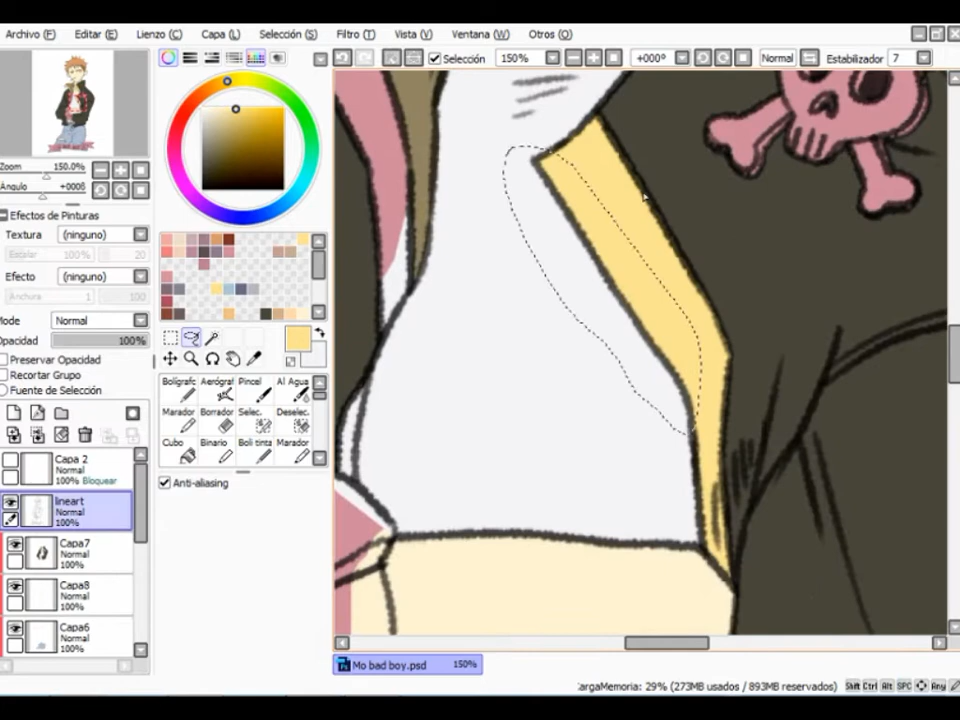 Archivo (F) Editar (E) Lienzo (C) Capa (L) Selección (S) Filtro (T) Vista (V) Ventana (W) Otros (O)
Selección 150% +000° Normal Estabilizador 7
Zoom 150.0%
Ángulo +000ß
Efectos de Pinturas
Textura (ninguno)
Escalar 100% 20
Efecto (ninguno)
Anchura 1 100
Mode Normal
Opacidad 100%
Preservar Opacidad
Recortar Grupo
Fuente de Selección
Capa 2
Normal
100% Bloquear
lineart
Normal
100%
Capa7
Normal
100%
Capa8
Normal
100%
Capa6
Normal
100%
Bolígrafo Aerógraf Pincel Al Agua
Marador Borrador Selec. Deselec.
Cubo Binario Boli tinta Marador
Anti-aliasing
Mo bad boy.psd 150%
argaMemoria: 29% (273MB usados / 893MB reservados) Shift Ctrl Alt SPC Any